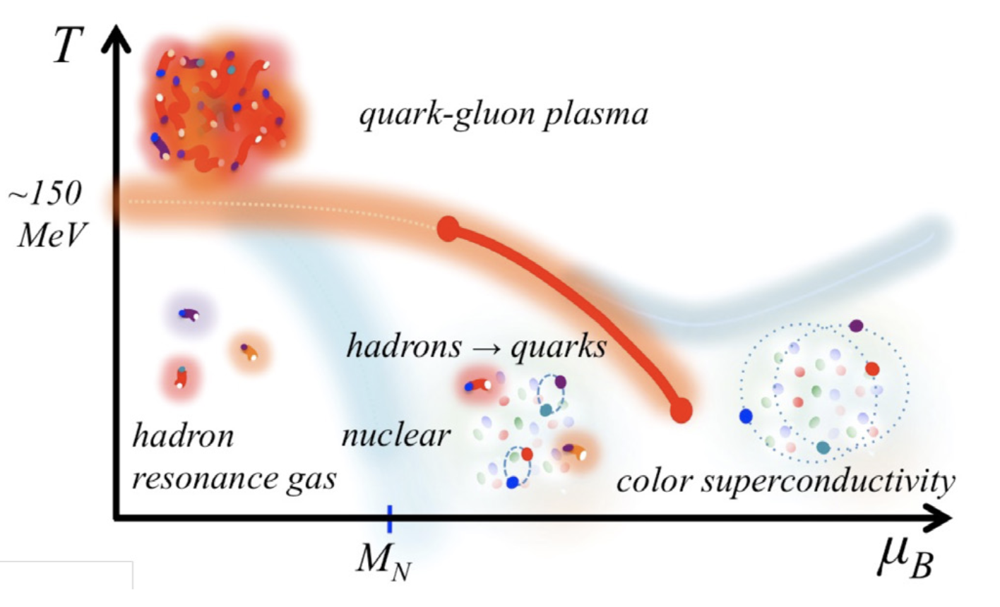 T
quark-gluon plasma
~150
MeV
hadrons → quarks
hadron
resonance gas
nuclear
color superconductivity
M_N
μ_B